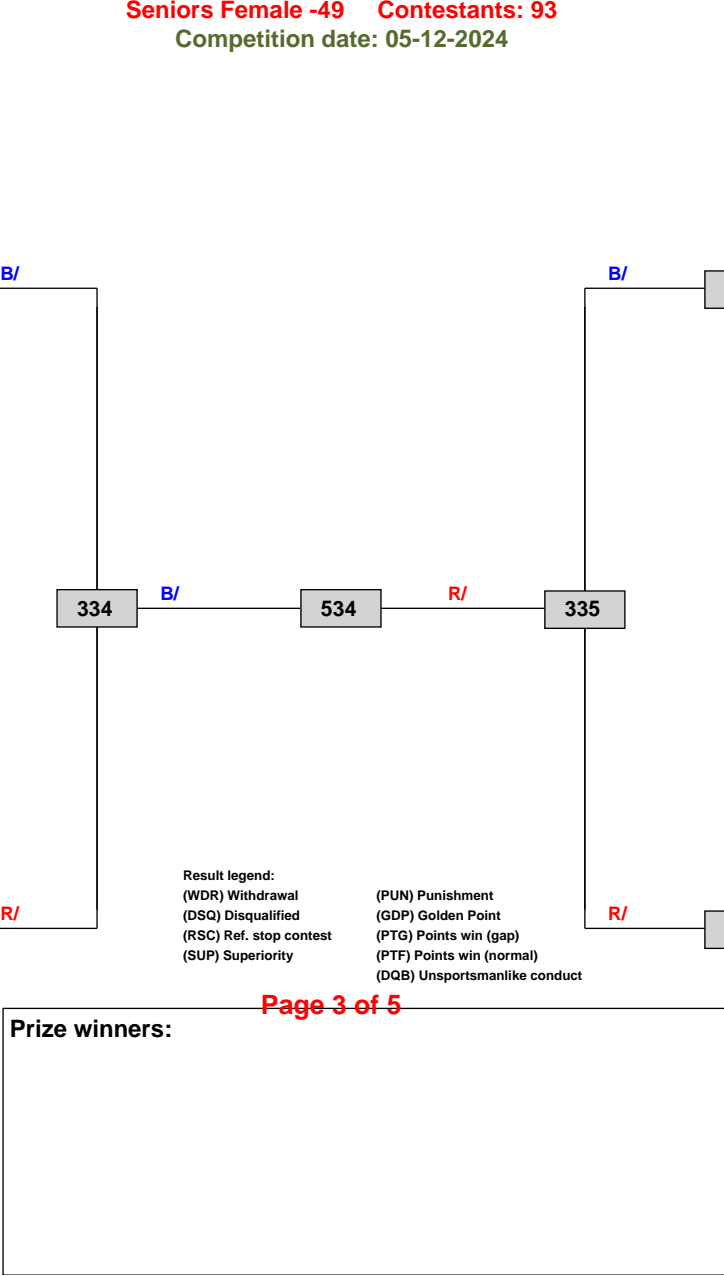 Seniors Female -49 Contestants: 93
Competition date: 05-12-2024
B/ B/
334 B/ 534 R/ 335
Result legend:
(WDR) Withdrawal (PUN) Punishment
R/ (DSQ) Disqualified (GDP) Golden Point R/
(RSC) Ref. stop contest (PTG) Points win (gap)
(SUP) Superiority (PTF) Points win (normal)
(DQB) Unsportsmanlike conduct
Page 3 of 5
Prize winners: